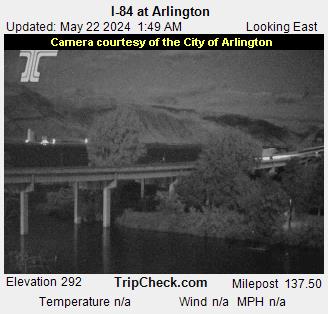 I-84 at Arlington
Updated: May 22 2024 1:49 AM Looking East
Camera courtesy of the City of Arlington
Elevation 292 TripCheck.com Milepost 137.50
Temperature n/a Wind n/a MPH n/a